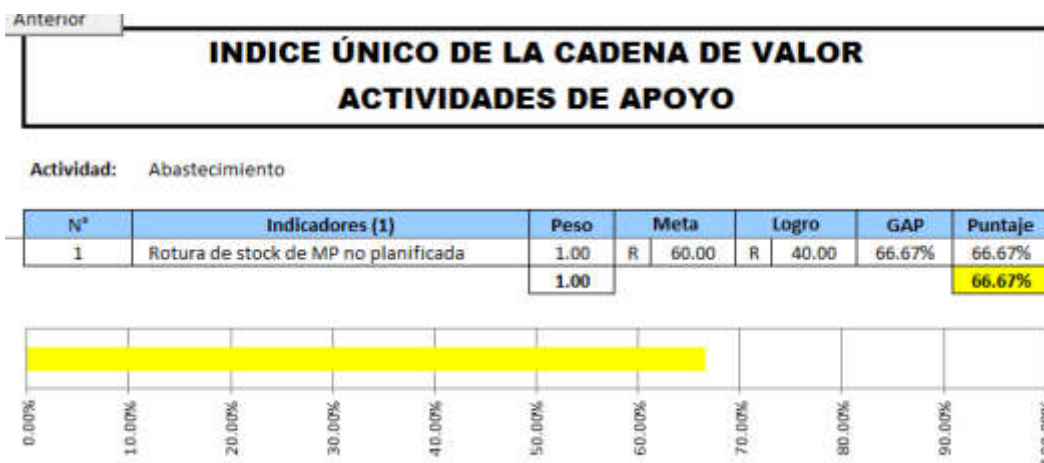 Anterior
INDICE ÚNICO DE LA CADENA DE VALOR
ACTIVIDADES DE APOYO
Actividad: Abastecimiento
N° Indicadores (1) Peso Meta Logro GAP Puntaje
1 Rotura de stock de MP no planificada 1.00 R 60.00 R 40.00 66.67% 66.67%
1.00 66.67%
0.00% 10.00% 20.00% 30.00% 40.00% 50.00% 60.00% 70.00% 80.00% 90.00%